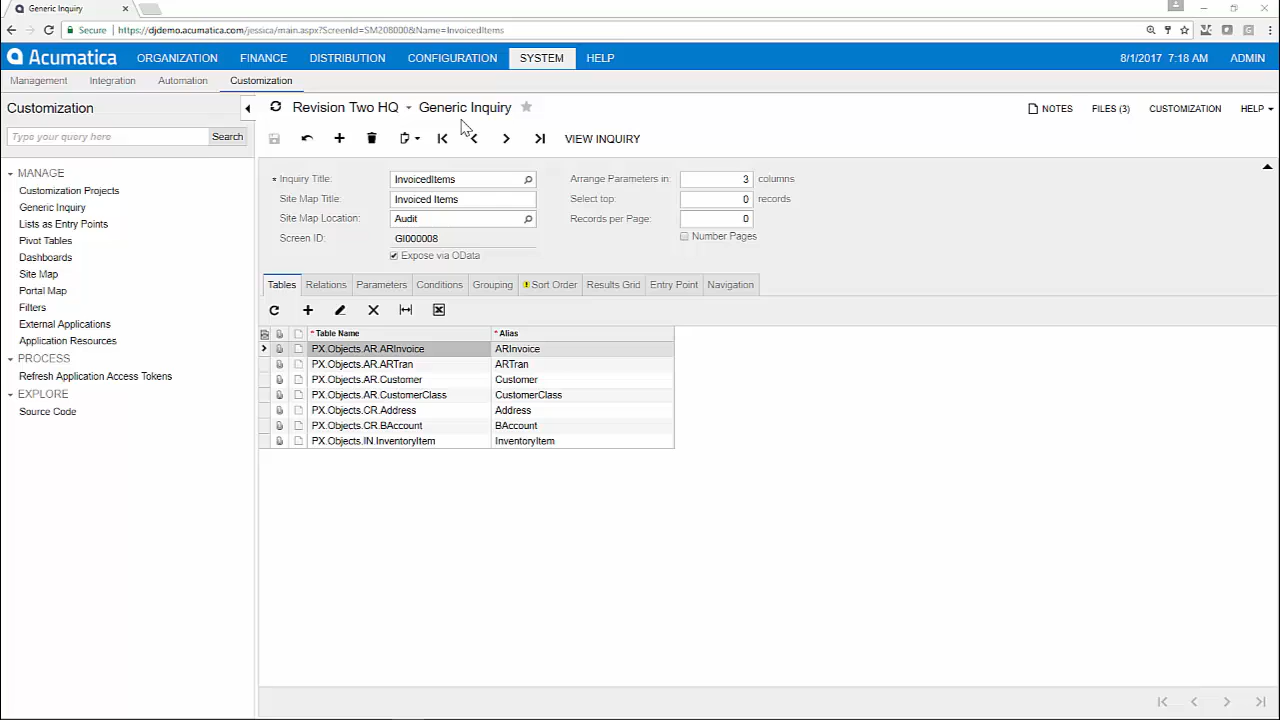 Generic Inquiry
Secure https://djdemo.acumatica.com/jessica/main.aspx?ScreenId=SM208000&Name=InvoicedItems
Acumatica ORGANIZATION FINANCE DISTRIBUTION CONFIGURATION SYSTEM HELP 8/1/2017 7:18 AM ADMIN
Management Integration Automation Customization
Customization
Revision Two HQ Generic Inquiry NOTES FILES (3) CUSTOMIZATION HELP
Type your query here Search
VIEW INQUIRY
MANAGE
Customization Projects
Generic Inquiry
Lists as Entry Points
Pivot Tables
Dashboards
Site Map
Portal Map
Filters
External Applications
Application Resources
PROCESS
Refresh Application Access Tokens
EXPLORE
Source Code
* Inquiry Title: InvoicedItems Arrange Parameters in: 3 columns
Site Map Title: Invoiced Items Select top: 0 records
Site Map Location: Audit Records per Page: 0
Screen ID: GI000008 Number Pages
Expose via OData
Tables Relations Parameters Conditions Grouping Sort Order Results Grid Entry Point Navigation
* Table Name * Alias
PX.Objects.AR.ARInvoice ARInvoice
PX.Objects.AR.ARTran ARTran
PX.Objects.AR.Customer Customer
PX.Objects.AR.CustomerClass CustomerClass
PX.Objects.CR.Address Address
PX.Objects.CR.BAccount BAccount
PX.Objects.IN.InventoryItem InventoryItem